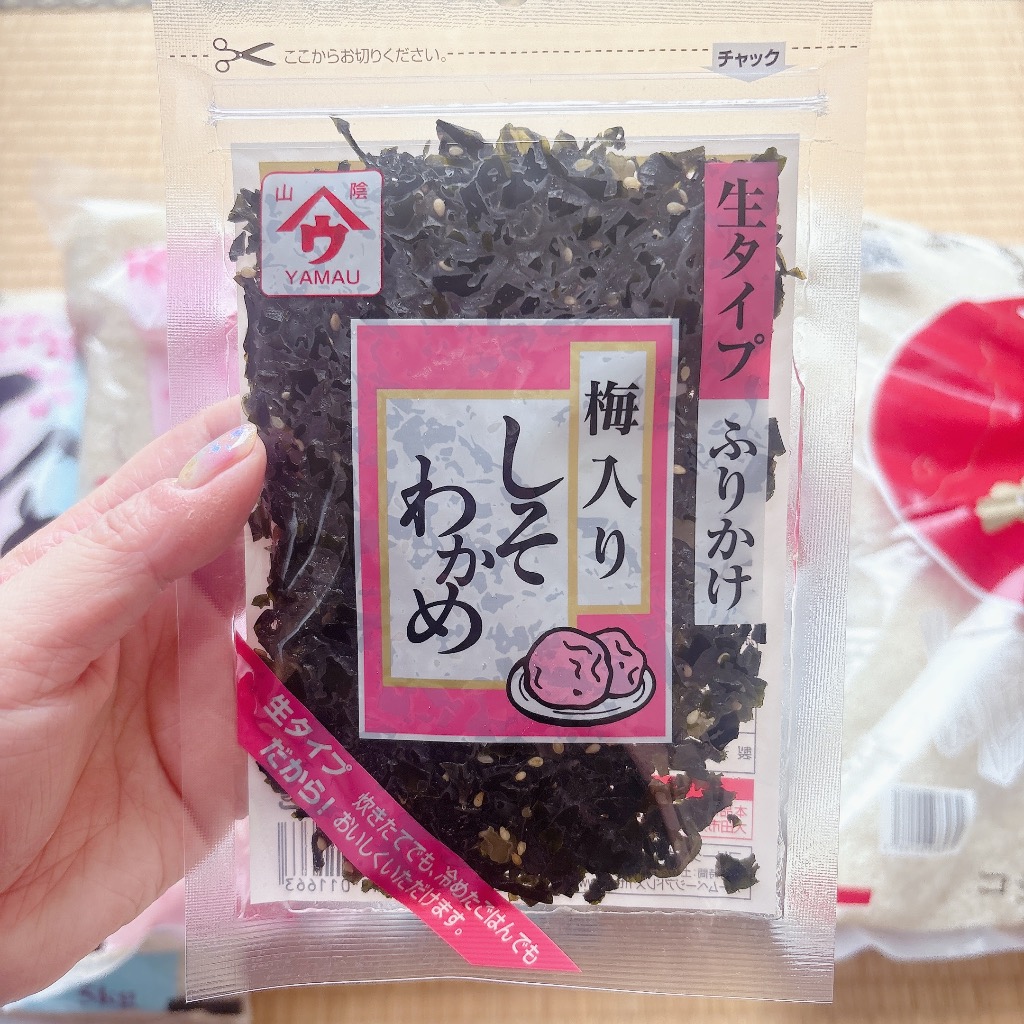 ここからお切りください。
チャック
山陰
ウ
YAMAU
生タイプ
ふりかけ
梅入り
しそ
わかめ
生タイプ
だから!
炊きたてでも、冷めたごはんでも
おいしくいただけます。
011663
5kg